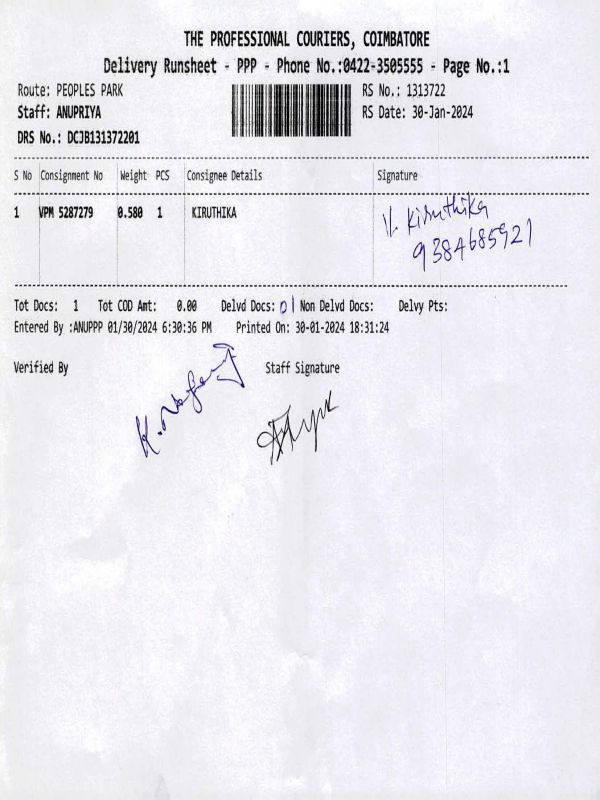 THE PROFESSIONAL COURIERS, COIMBATORE
Delivery Runsheet - PPP - Phone No.:0422-3505555 - Page No.:1
Route: PEOPLES PARK RS No.: 1313722
Staff: ANUPRIYA RS Date: 30-Jan-2024
DRS No.: DCJB131372201
S No Consignment No Weight PCS Consignee Details Signature
1 VPM 5287279 0.580 1 KIRUTHIKA V. Kiruthika
9384685921
Tot Docs: 1 Tot COD Amt: 0.00 Delvd Docs: 01 Non Delvd Docs: Delvy Pts:
Entered By :ANUPPP 01/30/2024 6:30:36 PM Printed On: 30-01-2024 18:31:24
Verified By Staff Signature